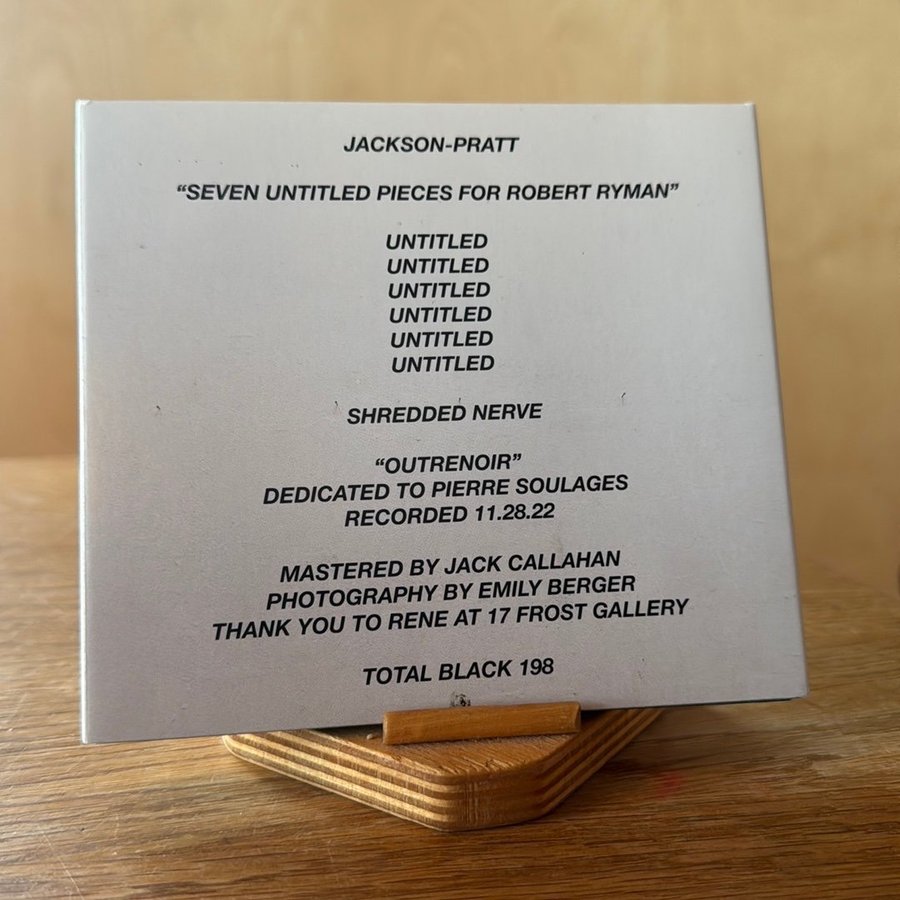 JACKSON-PRATT
“SEVEN UNTITLED PIECES FOR ROBERT RYMAN”
UNTITLED
UNTITLED
UNTITLED
UNTITLED
UNTITLED
UNTITLED
SHREDDED NERVE
“OUTRENOIR”
DEDICATED TO PIERRE SOULAGES
RECORDED 11.28.22
MASTERED BY JACK CALLAHAN
PHOTOGRAPHY BY EMILY BERGER
THANK YOU TO RENE AT 17 FROST GALLERY
TOTAL BLACK 198